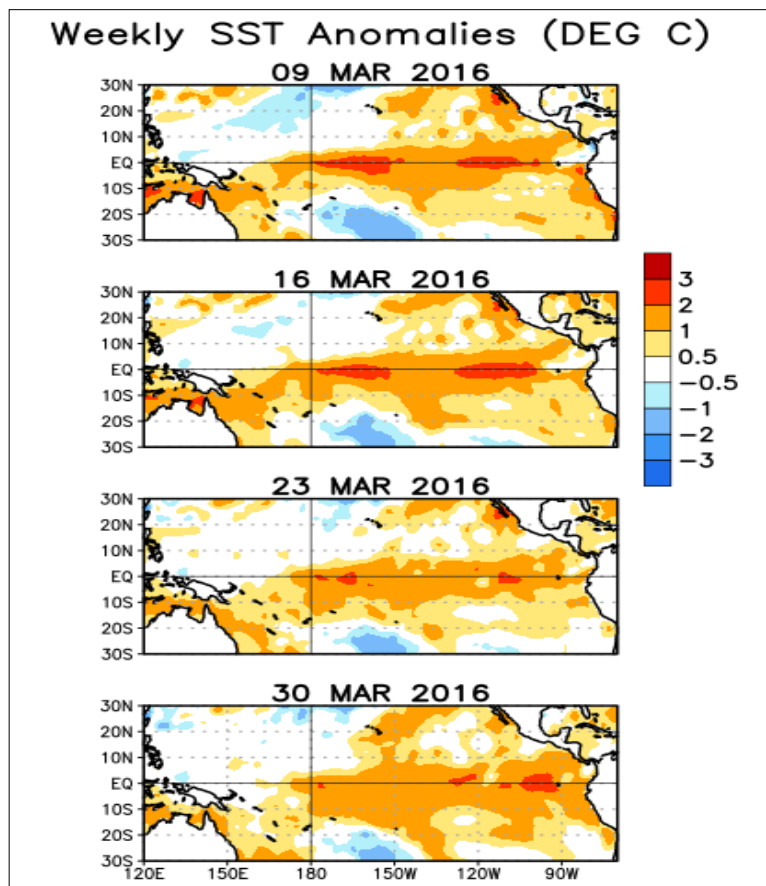 Weekly SST Anomalies (DEG C)
09 MAR 2016
30N
20N
10N
EQ
10S
20S
30S
16 MAR 2016
30N
20N
10N
EQ
10S
20S
30S
3
2
1
0.5
-0.5
-1
-2
-3
23 MAR 2016
30N
20N
10N
EQ
10S
20S
30S
30 MAR 2016
30N
20N
10N
EQ
10S
20S
30S
120E 150E 180 150W 120W 90W